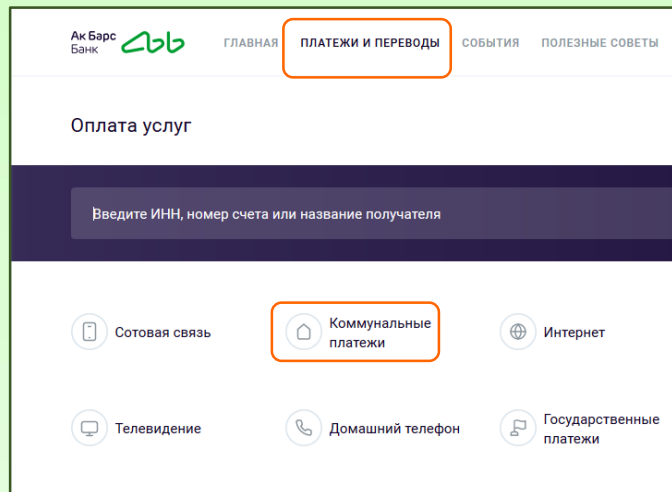 Ак Барс
Банк
ГЛАВНАЯ ПЛАТЕЖИ И ПЕРЕВОДЫ СОБЫТИЯ ПОЛЕЗНЫЕ СОВЕТЫ
Оплата услуг
Введите ИНН, номер счета или название получателя
Сотовая связь
Коммунальные
платежи
Интернет
Телевидение
Домашний телефон
Государственные
платежи